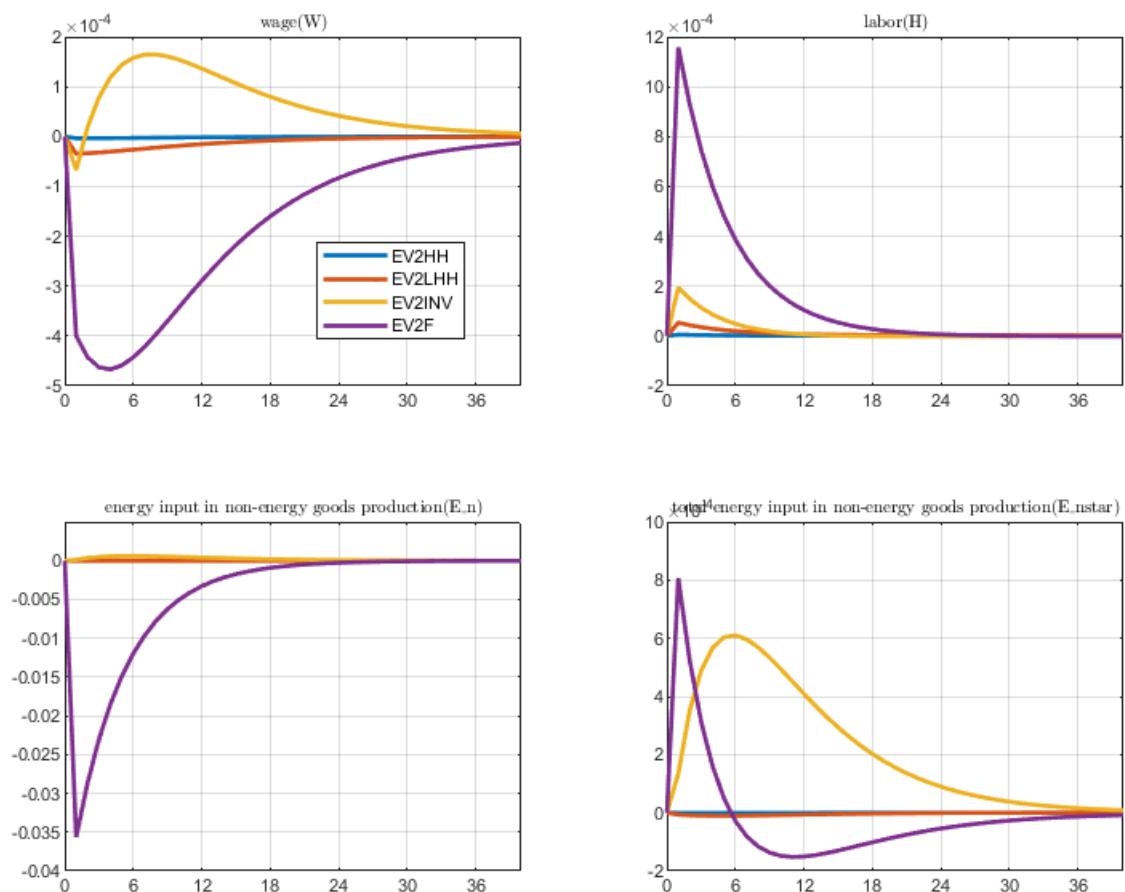 wage(W)
×10⁻⁴
2
1
0
-1
-2
-3
-4
-5
0 6 12 18 24 30 36
EV2HH
EV2LHH
EV2INV
EV2F
labor(H)
×10⁻⁴
12
10
8
6
4
2
0
-2
0 6 12 18 24 30 36
energy input in non-energy goods production(E_n)
0
-0.005
-0.01
-0.015
-0.02
-0.025
-0.03
-0.035
-0.04
0 6 12 18 24 30 36
total energy input in non-energy goods production(E_nstar)
×10⁻⁴
10
8
6
4
2
0
-2
0 6 12 18 24 30 36